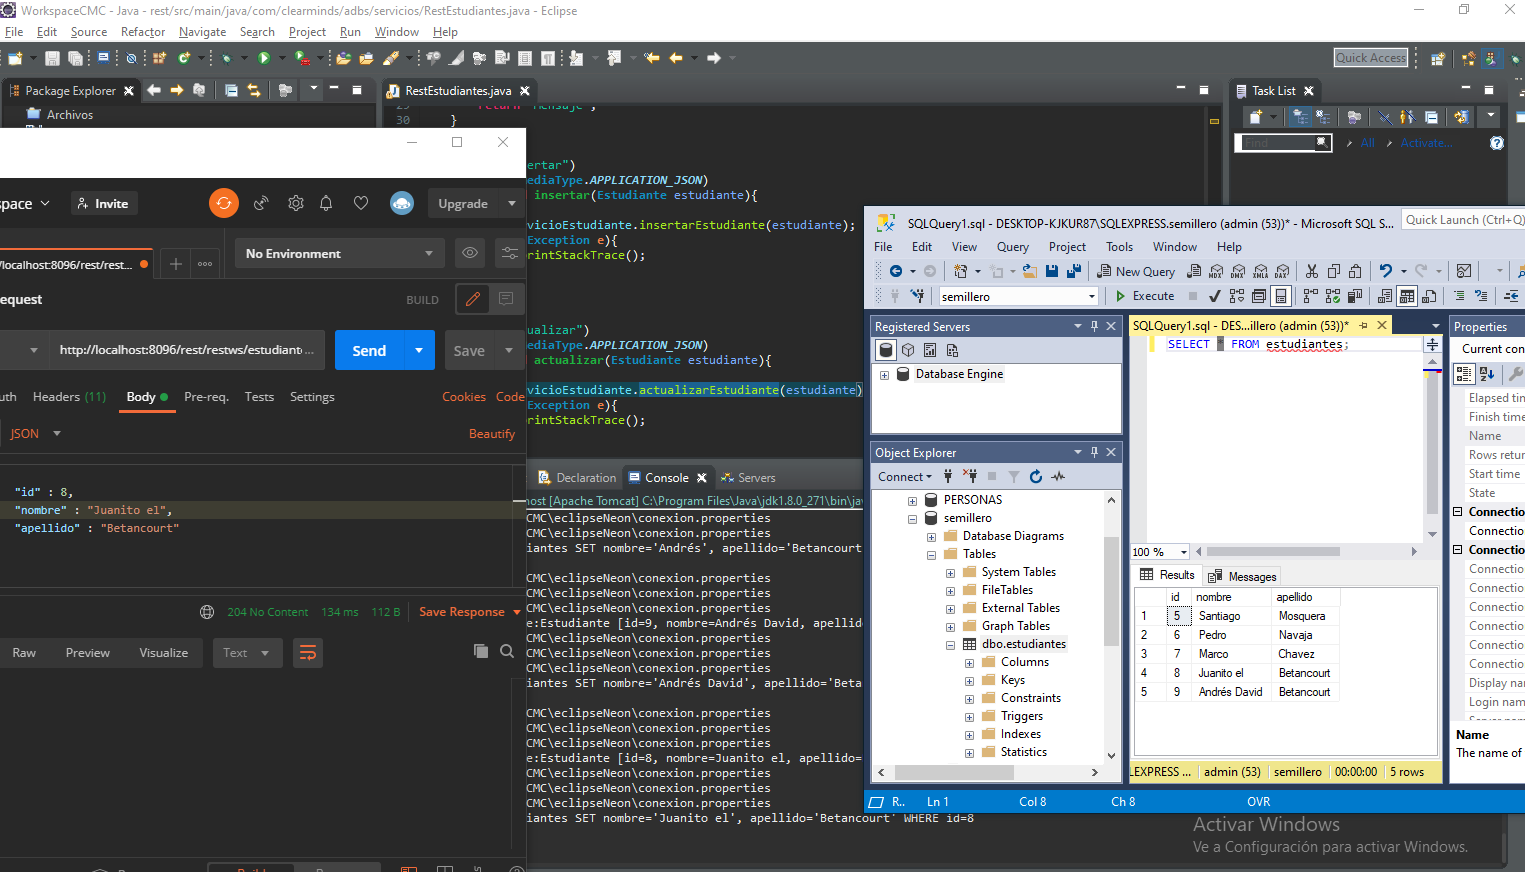 WorkspaceCMC - Java - rest/src/main/java/com/clearminds/adbs/servicios/RestEstudiantes.java - Eclipse
File Edit Source Refactor Navigate Search Project Run Window Help
Quick Access
Package Explorer
RestEstudiantes.java
Task List
Archivos
30 }
Find
All
Activate...
ertar")
ediaType.APPLICATION_JSON)
insertar(Estudiante estudiante){
vicioEstudiante.insertarEstudiante(estudiante);
Exception e){
rintStackTrace();
ualizar")
ediaType.APPLICATION_JSON)
actualizar(Estudiante estudiante){
vicioEstudiante.actualizarEstudiante(estudiante)
Exception e){
rintStackTrace();
space
Invite
Upgrade
/localhost:8096/rest/rest...
No Environment
equest
BUILD
http://localhost:8096/rest/restws/estudiant...
Send
Save
uth Headers (11) Body Pre-req. Tests Settings Cookies Code
JSON
Beautify
"id" : 8,
"nombre" : "Juanito el",
"apellido" : "Betancourt"
204 No Content 134 ms 112 B Save Response
Raw Preview Visualize Text
Declaration Console Servers
host [Apache Tomcat] C:\Program Files\Java\jdk1.8.0_271\bin\jav
CMC\eclipseNeon\conexion.properties
CMC\eclipseNeon\conexion.properties
iantes SET nombre='Andrés', apellido='Betancourt
CMC\eclipseNeon\conexion.properties
CMC\eclipseNeon\conexion.properties
CMC\eclipseNeon\conexion.properties
e:Estudiante [id=9, nombre=Andrés David, apellid
CMC\eclipseNeon\conexion.properties
CMC\eclipseNeon\conexion.properties
CMC\eclipseNeon\conexion.properties
iantes SET nombre='Andrés David', apellido='Beta
CMC\eclipseNeon\conexion.properties
CMC\eclipseNeon\conexion.properties
CMC\eclipseNeon\conexion.properties
e:Estudiante [id=8, nombre=Juanito el, apellido=
CMC\eclipseNeon\conexion.properties
CMC\eclipseNeon\conexion.properties
CMC\eclipseNeon\conexion.properties
iantes SET nombre='Juanito el', apellido='Betancourt' WHERE id=8
SQLQuery1.sql - DESKTOP-KJKUR87\SQLEXPRESS.semillero (admin (53))* - Microsoft SQL S...
Quick Launch (Ctrl+Q)
File Edit View Query Project Tools Window Help
New Query
semillero
Execute
Registered Servers
Database Engine
SQLQuery1.sql - DES...illero (admin (53))*
SELECT * FROM estudiantes;
Properties
Current con
Elapsed tim
Finish time
Name
Rows retur
Start time
State
Connectio
Connectio
Connectio
Connectio
Connectio
Connectio
Connectio
Connectio
Connectio
Display nam
Login nam
Name
The name of
Object Explorer
Connect
PERSONAS
semillero
Database Diagrams
Tables
System Tables
FileTables
External Tables
Graph Tables
dbo.estudiantes
Columns
Keys
Constraints
Triggers
Indexes
Statistics
100 %
Results Messages
id nombre apellido
1 5 Santiago Mosquera
2 6 Pedro Navaja
3 7 Marco Chavez
4 8 Juanito el Betancourt
5 9 Andrés David Betancourt
LEXPRESS ... admin (53) semillero 00:00:00 5 rows
R.. Ln 1 Col 8 Ch 8 OVR
Activar Windows
Ve a Configuración para activar Windows.